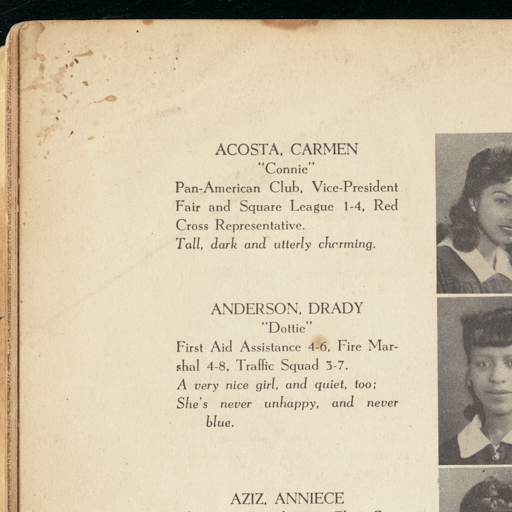 ACOSTA, CARMEN
"Connie"
Pan-American Club, Vice-President
Fair and Square League 1-4, Red
Cross Representative.
Tall, dark and utterly charming.
ANDERSON, DRADY
"Dottie"
First Aid Assistance 4-6, Fire Mar-
shal 4-8, Traffic Squad 3-7.
A very nice girl, and quiet, too;
She's never unhappy, and never
blue.
AZIZ, ANNIECE